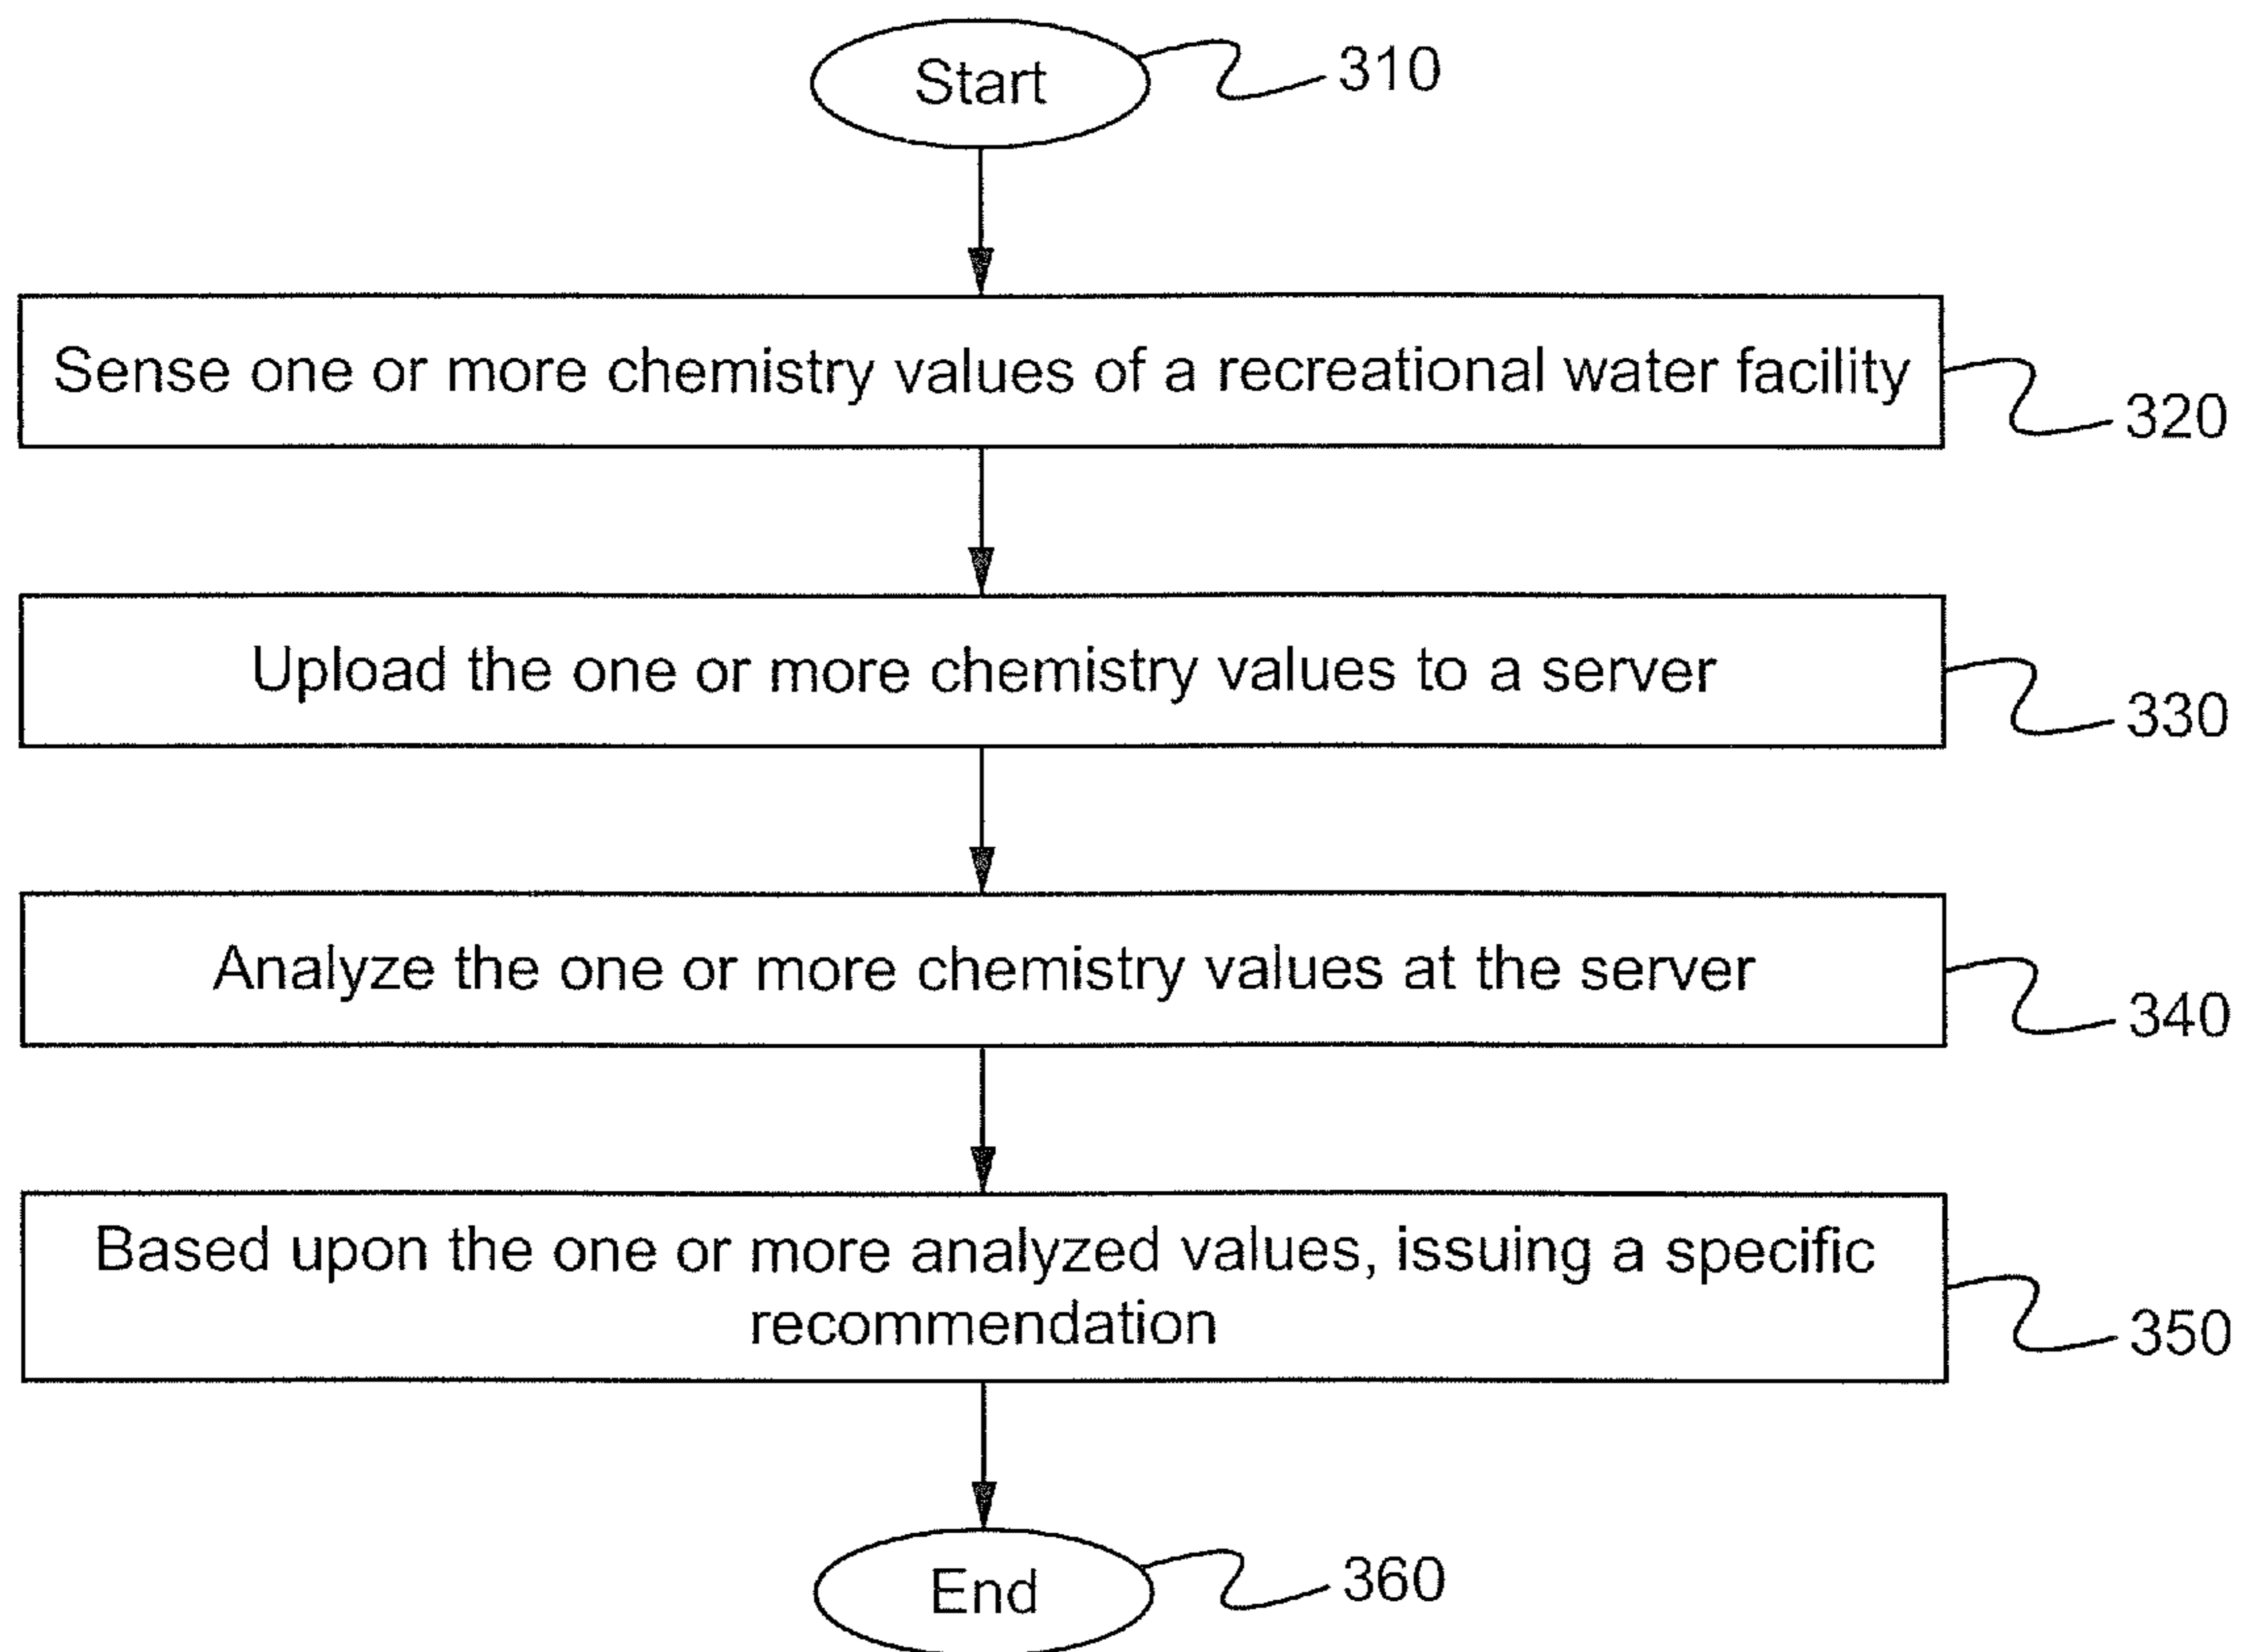 Start
310
Sense one or more chemistry values of a recreational water facility
320
Upload the one or more chemistry values to a server
330
Analyze the one or more chemistry values at the server
340
Based upon the one or more analyzed values, issuing a specific
recommendation
350
End
360